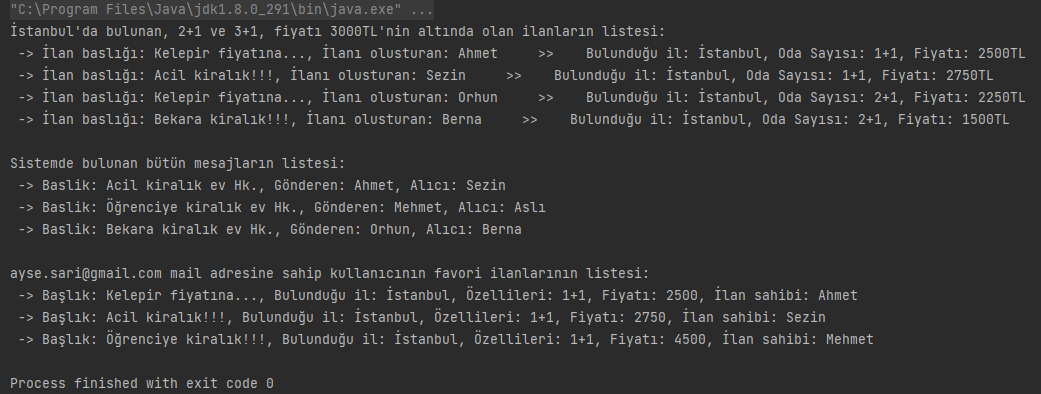 "C:\Program Files\Java\jdk1.8.0_291\bin\java.exe" ...
İstanbul'da bulunan, 2+1 ve 3+1, fiyatı 3000TL'nin altında olan ilanların listesi:
-> İlan baslığı: Kelepir fiyatına..., İlanı olusturan: Ahmet     >>    Bulunduğu il: İstanbul, Oda Sayısı: 1+1, Fiyatı: 2500TL
-> İlan baslığı: Acil kiralık!!!, İlanı olusturan: Sezin     >>    Bulunduğu il: İstanbul, Oda Sayısı: 1+1, Fiyatı: 2750TL
-> İlan baslığı: Kelepir fiyatına..., İlanı olusturan: Orhun     >>    Bulunduğu il: İstanbul, Oda Sayısı: 2+1, Fiyatı: 2250TL
-> İlan baslığı: Bekara kiralık!!!, İlanı olusturan: Berna     >>    Bulunduğu il: İstanbul, Oda Sayısı: 2+1, Fiyatı: 1500TL
Sistemde bulunan bütün mesajların listesi:
-> Baslik: Acil kiralık ev Hk., Gönderen: Ahmet, Alıcı: Sezin
-> Baslik: Öğrenciye kiralık ev Hk., Gönderen: Mehmet, Alıcı: Aslı
-> Baslik: Bekara kiralık ev Hk., Gönderen: Orhun, Alıcı: Berna
ayse.sari@gmail.com mail adresine sahip kullanıcının favori ilanlarının listesi:
-> Başlık: Kelepir fiyatına..., Bulunduğu il: İstanbul, Özellileri: 1+1, Fiyatı: 2500, İlan sahibi: Ahmet
-> Başlık: Acil kiralık!!!, Bulunduğu il: İstanbul, Özellileri: 1+1, Fiyatı: 2750, İlan sahibi: Sezin
-> Başlık: Öğrenciye kiralık!!!, Bulunduğu il: İstanbul, Özellileri: 1+1, Fiyatı: 4500, İlan sahibi: Mehmet
Process finished with exit code 0